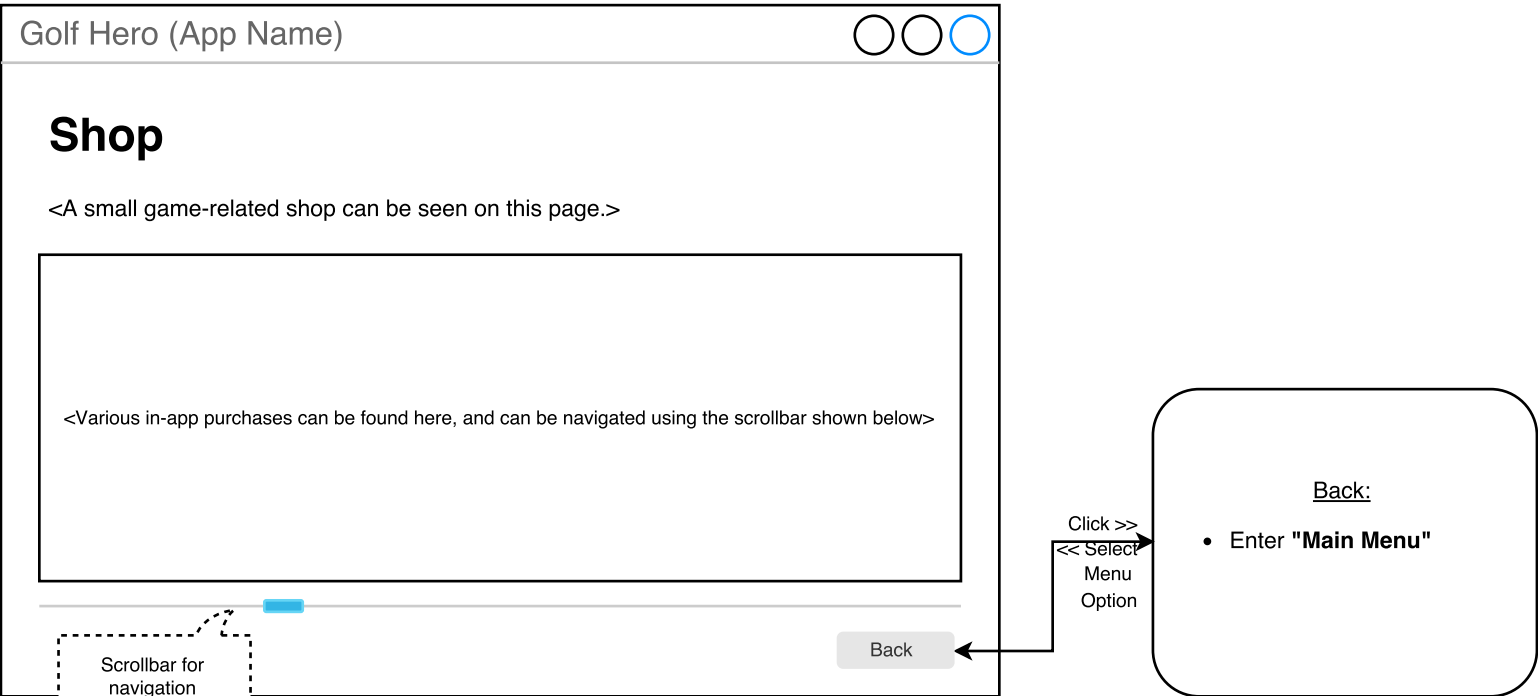 Golf Hero (App Name)
Shop
<A small game-related shop can be seen on this page.>
<Various in-app purchases can be found here, and can be navigated using the scrollbar shown below>
Scrollbar for
navigation
Back
Click >>
<< Select
Menu
Option
Back:
• Enter "Main Menu"